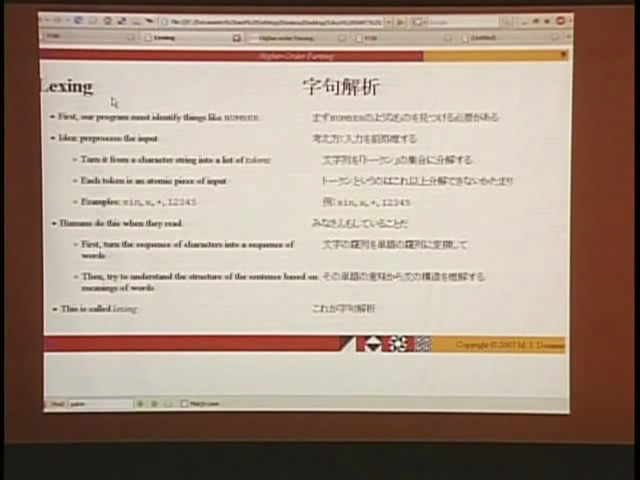 Higher-Order Parsing
Lexing
字句解析
First, our program must identify things like NUMBER
まずNUMBERのようなものを見つける必要がある
Idea: preprocess the input
考え方:入力を前処理する
Turn it from a character string into a list of tokens
文字列を「トークン」の集合に分解する
Each token is an atomic piece of input
トークンというのはこれ以上分解できないかたまり
Examples: sin, x, +, 12345
例: sin, x, +, 12345
Humans do this when they read
みなさんもしていることだ
First, turn the sequence of characters into a sequence of
words
文字の羅列を単語の羅列に変換して
Then, try to understand the structure of the sentence based on
meanings of words
その単語の意味から文の構造を理解する
This is called lexing
これが字句解析
Copyright © 2007 M. J. Dominus